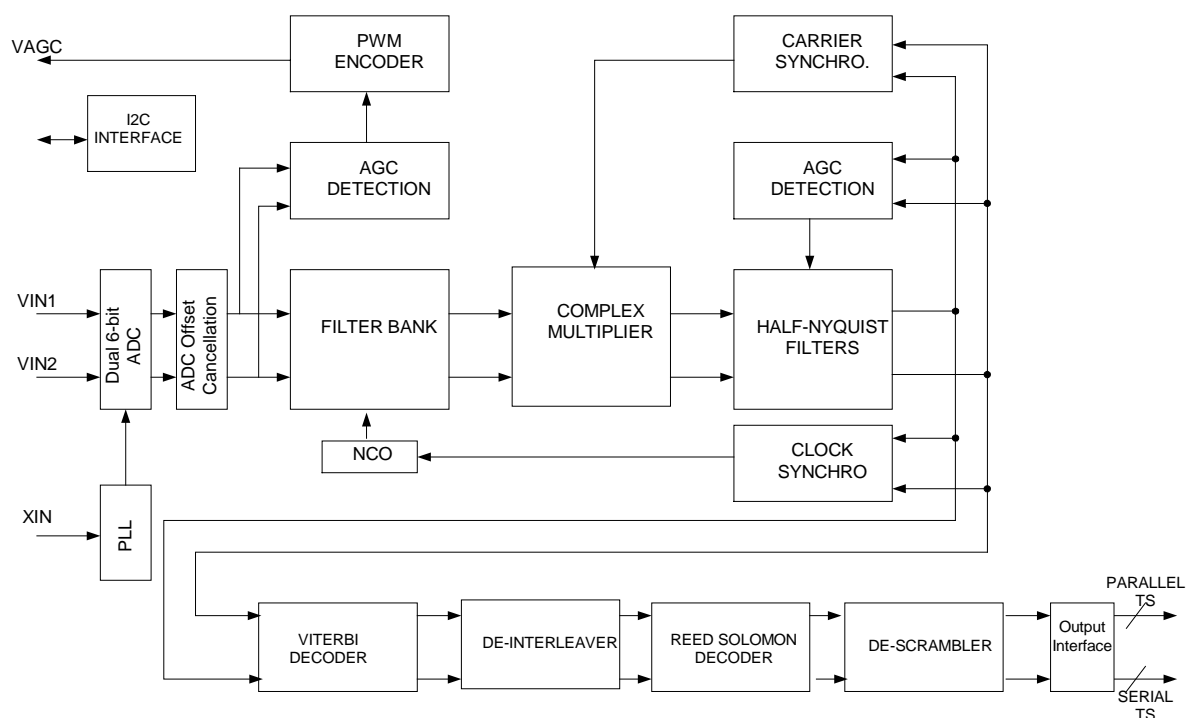 VAGC
PWM
ENCODER
CARRIER
SYNCHRO.
I2C
INTERFACE
AGC
DETECTION
AGC
DETECTION
VIN1
VIN2
Dual 6-bit
ADC
ADC Offset
Cancellation
FILTER BANK
COMPLEX
MULTIPLIER
HALF-NYQUIST
FILTERS
NCO
CLOCK
SYNCHRO
XIN
PLL
VITERBI
DECODER
DE-INTERLEAVER
REED SOLOMON
DECODER
DE-SCRAMBLER
Output
Interface
PARALLEL
TS
SERIAL
TS